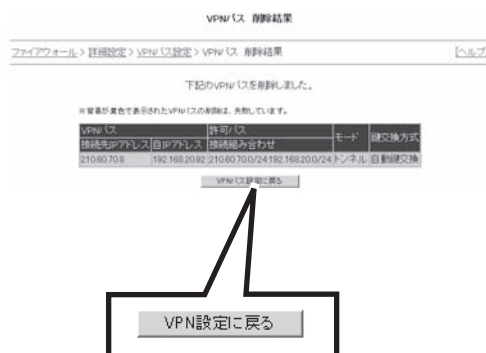 VPNパス 削除結果
ファイアウォール > 詳細設定 > VPNパス設定 > VPNパス 削除結果 [ヘルプ
下記のVPNパスを削除しました。
※背景が黄色で表示されたVPNパスの削除は、失敗しています。
VPNパス 許可パス モード 鍵交換方式
接続先IPアドレス 自IPアドレス 接続組み合わせ
210.60.70.8 192.168.20.92 210.60.70.0/24 192.168.20.0/24 トンネル 自動鍵交換
VPNパス設定に戻る
VPN設定に戻る